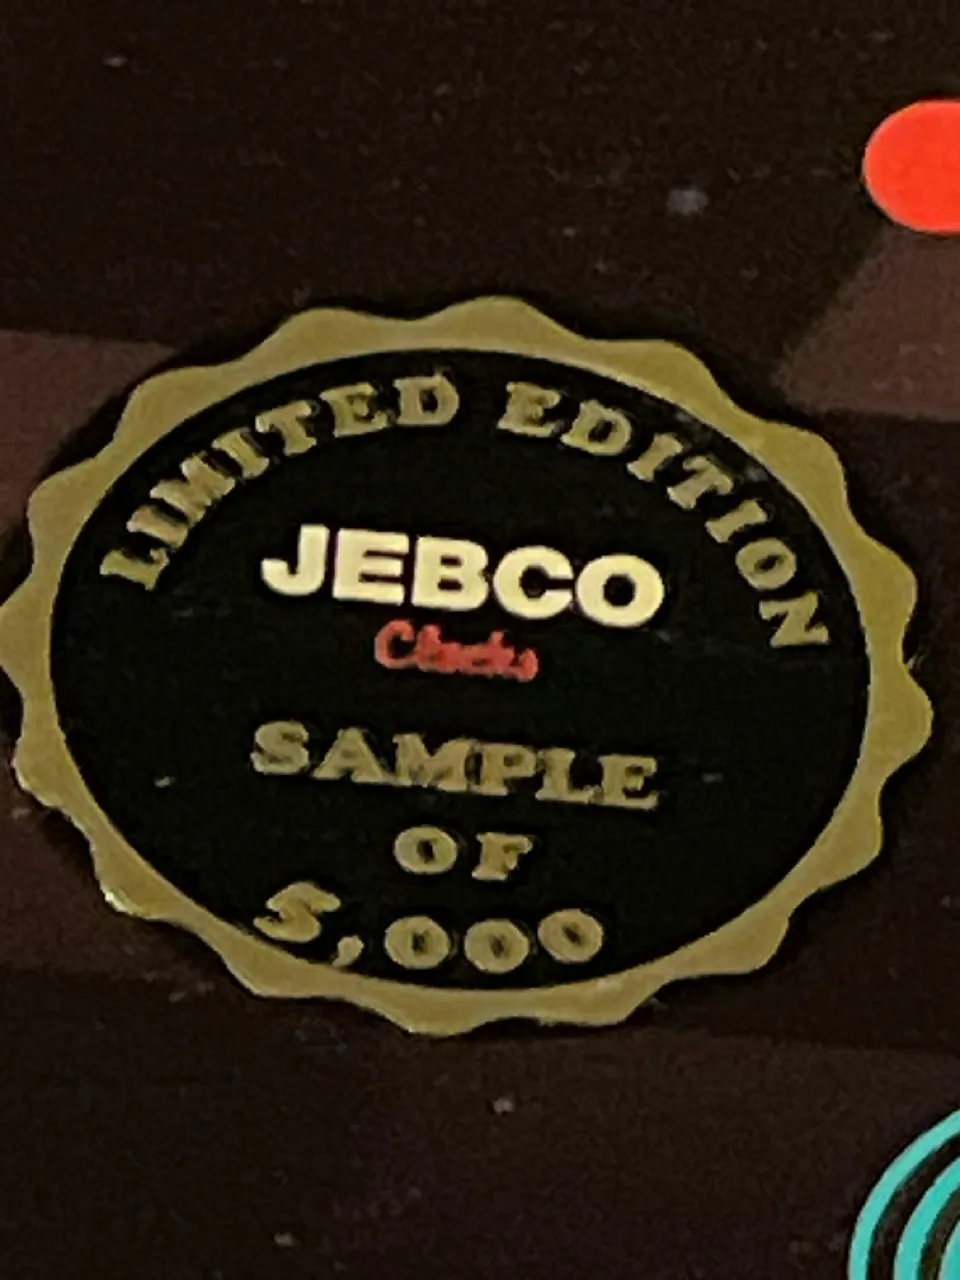 LIMITED EDITION
JEBCO
Clocks
SAMPLE
OF
5,000